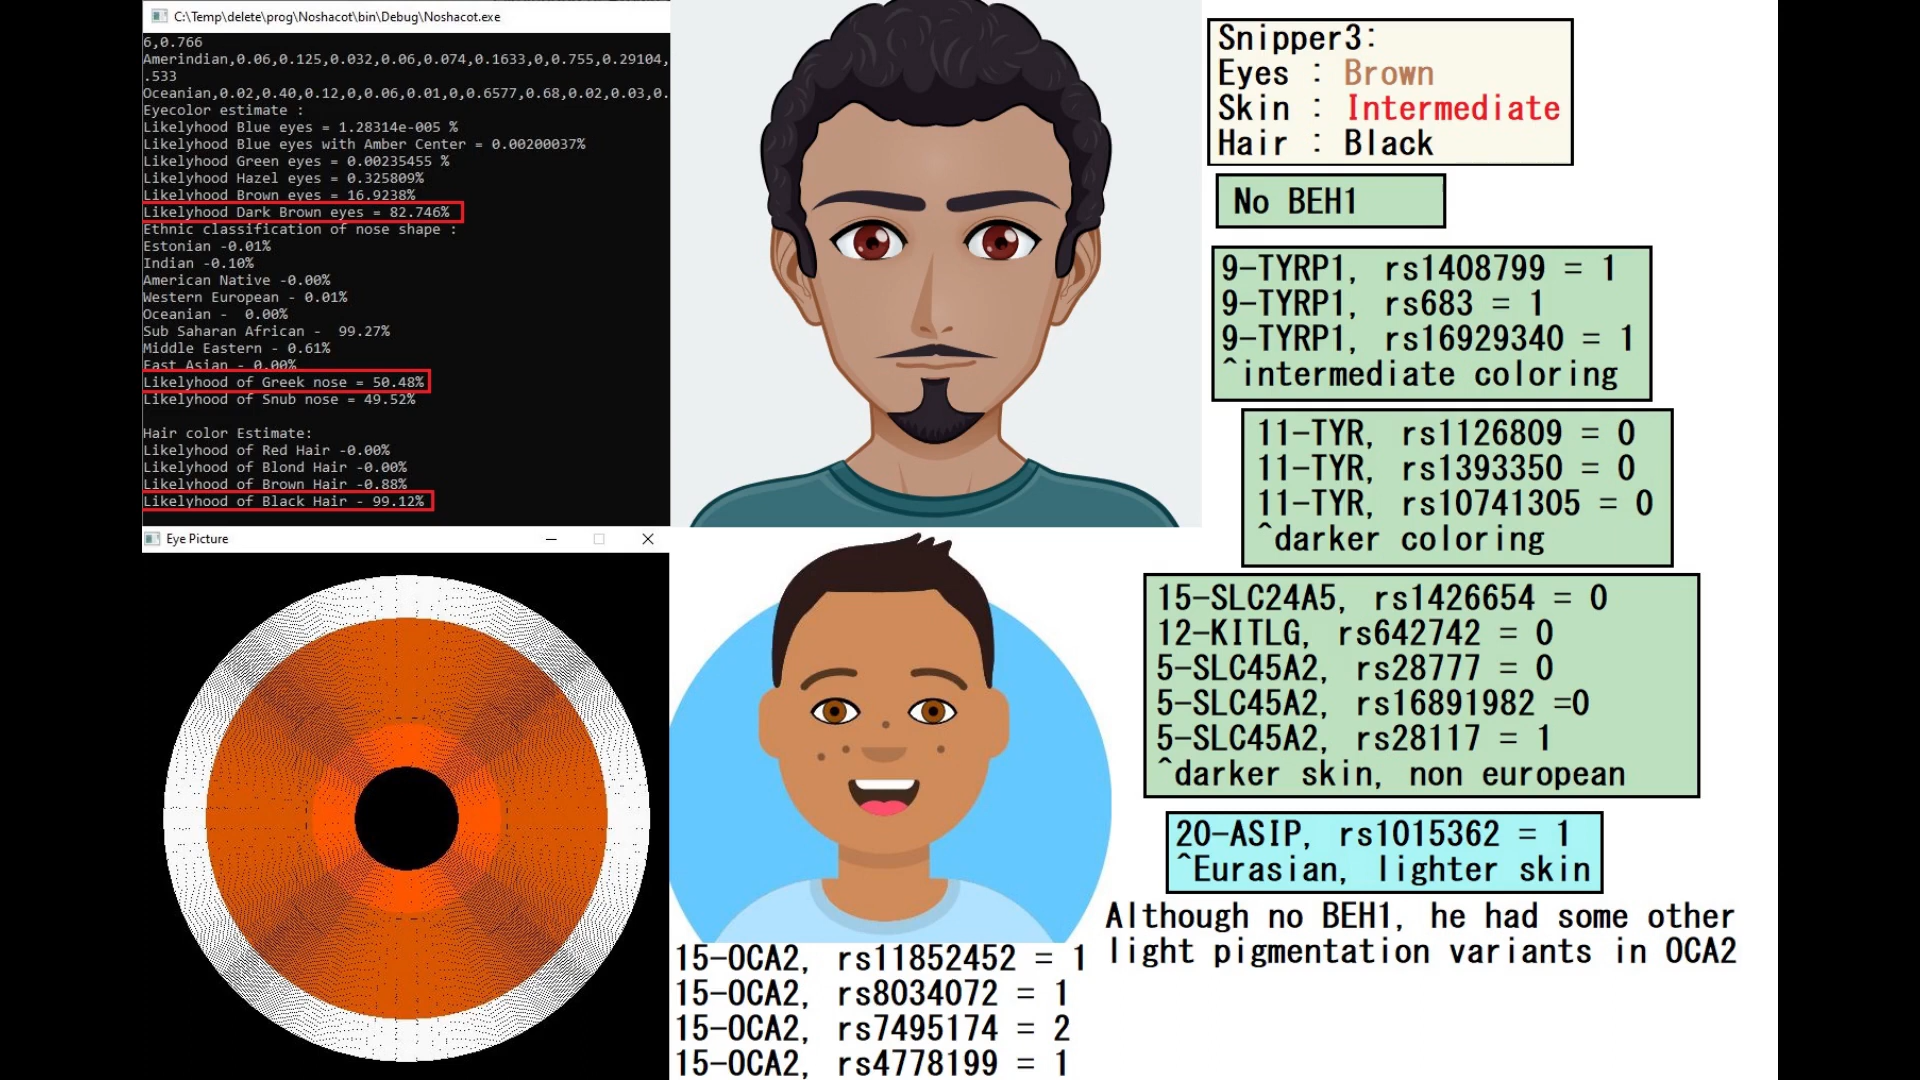 C:\Temp\delete\prog\Noshacot\bin\Debug\Noshacot.exe
6,0.766
Amerindian,0.06,0.125,0.032,0.06,0.074,0.1633,0,0.755,0.29104,
.533
Oceanian,0.02,0.40,0.12,0,0.06,0.01,0,0.6577,0.68,0.02,0.03,0.
Eyecolor estimate :
Likelyhood Blue eyes = 1.28314e-005 %
Likelyhood Blue eyes with Amber Center = 0.00200037%
Likelyhood Green eyes = 0.00235455 %
Likelyhood Hazel eyes = 0.325809%
Likelyhood Brown eyes = 16.9238%
Likelyhood Dark Brown eyes = 82.746%
Ethnic classification of nose shape :
Estonian -0.01%
Indian -0.10%
American Native -0.00%
Western European - 0.01%
Oceanian -  0.00%
Sub Saharan African -  99.27%
Middle Eastern - 0.61%
East Asian - 0.00%
Likelyhood of Greek nose = 50.48%
Likelyhood of Snub nose = 49.52%
Hair color Estimate:
Likelyhood of Red Hair -0.00%
Likelyhood of Blond Hair -0.00%
Likelyhood of Brown Hair -0.88%
Likelyhood of Black Hair - 99.12%
Eye Picture
Snipper3:
Eyes : Brown
Skin : Intermediate
Hair : Black
No BEH1
9-TYRP1, rs1408799 = 1
9-TYRP1, rs683 = 1
9-TYRP1, rs16929340 = 1
^intermediate coloring
11-TYR, rs1126809 = 0
11-TYR, rs1393350 = 0
11-TYR, rs10741305 = 0
^darker coloring
15-SLC24A5, rs1426654 = 0
12-KITLG, rs642742 = 0
5-SLC45A2, rs28777 = 0
5-SLC45A2, rs16891982 =0
5-SLC45A2, rs28117 = 1
^darker skin, non european
20-ASIP, rs1015362 = 1
^Eurasian, lighter skin
Although no BEH1, he had some other
light pigmentation variants in OCA2
15-OCA2, rs11852452 = 1
15-OCA2, rs8034072 = 1
15-OCA2, rs7495174 = 2
15-OCA2, rs4778199 = 1